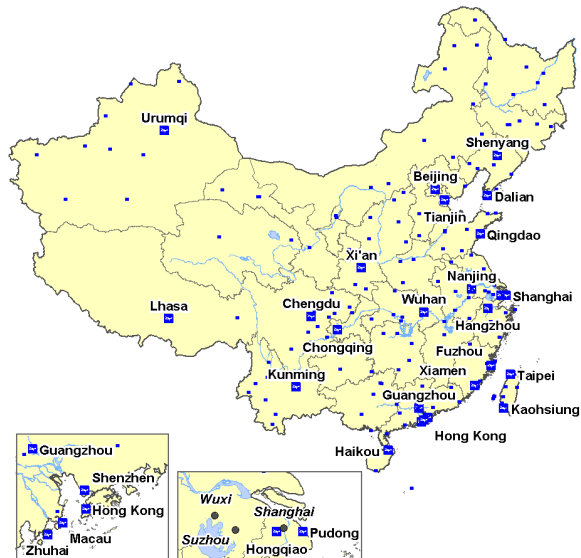 Urumqi
Shenyang
Beijing
Dalian
Tianjin
Qingdao
Xi'an
Nanjing
Shanghai
Lhasa
Chengdu
Wuhan
Hangzhou
Chongqing
Fuzhou
Kunming
Xiamen
Taipei
Guangzhou
Kaohsiung
Hong Kong
Haikou
Guangzhou
Shenzhen
Hong Kong
Macau
Zhuhai
Wuxi
Shanghai
Suzhou
Pudong
Hongqiao